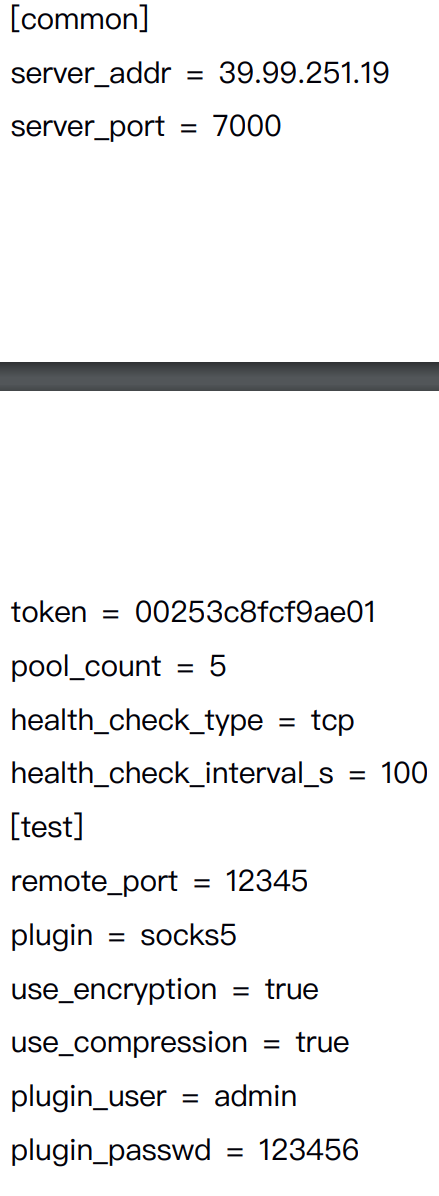 [common]
server_addr = 39.99.251.19
server_port = 7000
token = 00253c8fcf9ae01
pool_count = 5
health_check_type = tcp
health_check_interval_s = 100
[test]
remote_port = 12345
plugin = socks5
use_encryption = true
use_compression = true
plugin_user = admin
plugin_passwd = 123456